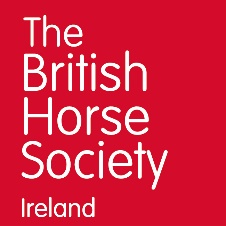 The
British
Horse
Society
Ireland